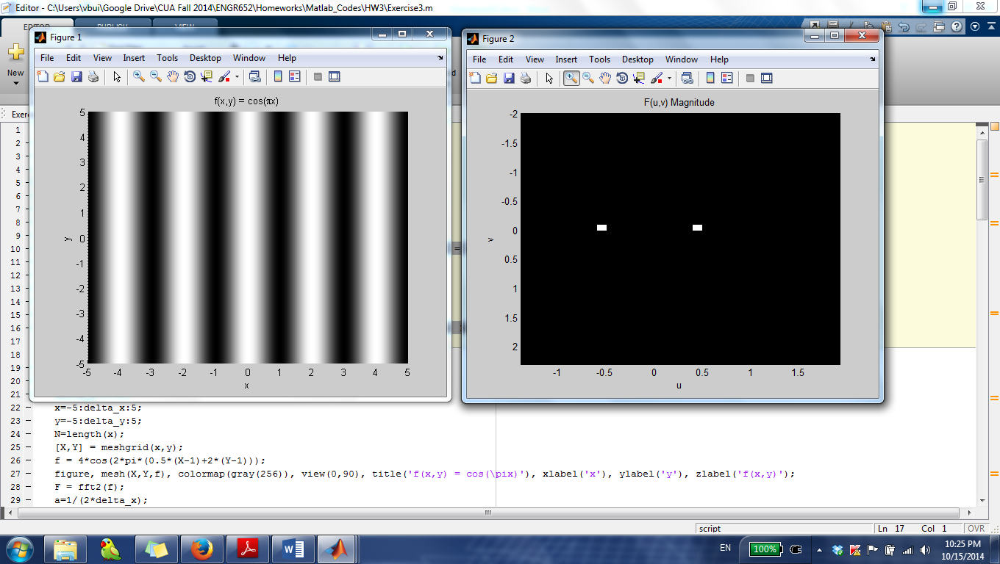 Editor - C:\Users\vbui\Google Drive\CUA Fall 2014\ENGR652\Homeworks\Matlab_Codes\HW3\Exercise3.m
EDITOR PUBLISH VIEW
New
Exer
Figure 1
File Edit View Insert Tools Desktop Window Help
f(x,y) = cos(πx)
5
4
3
2
1
0
-1
-2
-3
-4
-5
y
-5 -4 -3 -2 -1 0 1 2 3 4 5
x
Figure 2
File Edit View Insert Tools Desktop Window Help
F(u,v) Magnitude
-2
-1.5
-1
-0.5
0
0.5
1
1.5
2
v
-1 -0.5 0 0.5 1 1.5
u
1
2
3
4
5
6
7
8
9
10 =
11
12
13
14
15
16
17
18
19
20
21
22 x=-5:delta_x:5;
23 y=-5:delta_y:5;
24 N=length(x);
25 [X,Y] = meshgrid(x,y);
26 f = 4*cos(2*pi*(0.5*(X-1)+2*(Y-1)));
27 figure, mesh(X,Y,f), colormap(gray(256)), view(0,90), title('f(x,y) = cos(\pix)'), xlabel('x'), ylabel('y'), zlabel('f(x,y)');
28 F = fft2(f);
29 a=1/(2*delta_x);
script Ln 17 Col 1 OVR
EN 100% 10:25 PM
10/15/2014